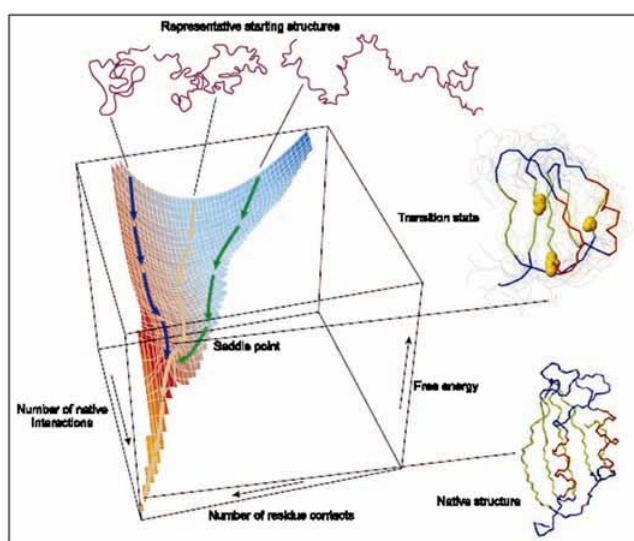 Representative starting structures
Transition state
Saddle point
Free energy
Number of native
interactions
Number of residue contacts
Native structure